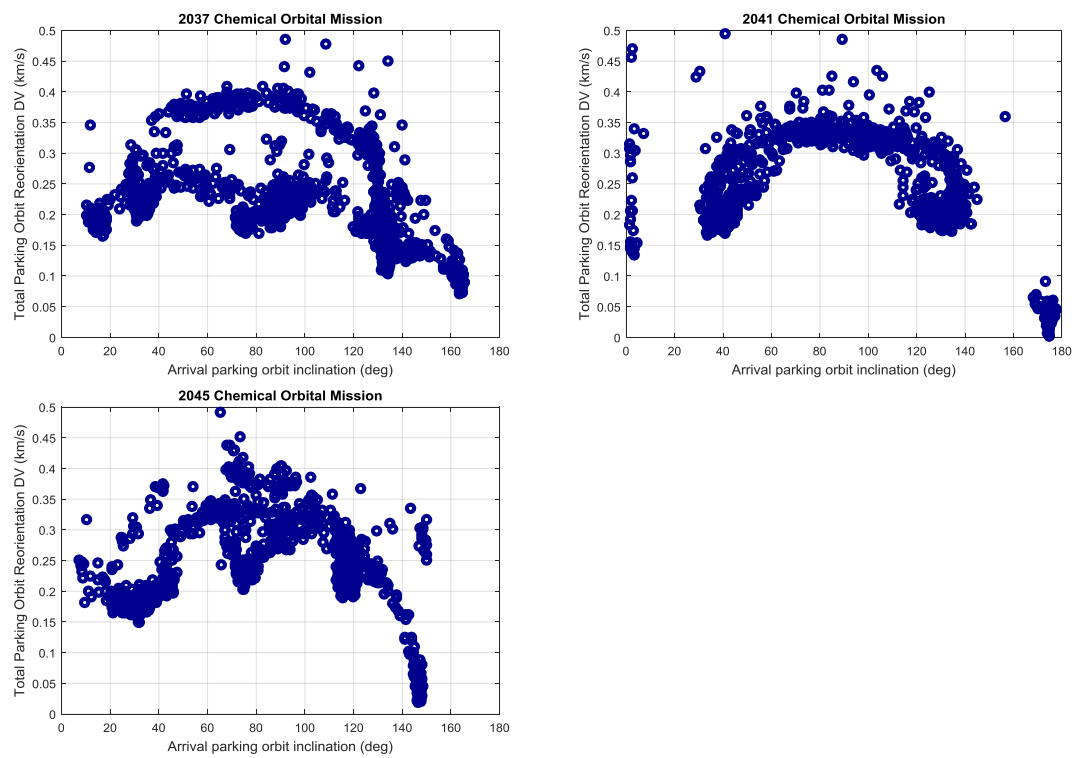 2037 Chemical Orbital Mission
Total Parking Orbit Reorientation DV (km/s)
0.5
0.45
0.4
0.35
0.3
0.25
0.2
0.15
0.1
0.05
0
0 20 40 60 80 100 120 140 160 180
Arrival parking orbit inclination (deg)
2041 Chemical Orbital Mission
Total Parking Orbit Reorientation DV (km/s)
0.5
0.45
0.4
0.35
0.3
0.25
0.2
0.15
0.1
0.05
0
0 20 40 60 80 100 120 140 160 180
Arrival parking orbit inclination (deg)
2045 Chemical Orbital Mission
Total Parking Orbit Reorientation DV (km/s)
0.5
0.45
0.4
0.35
0.3
0.25
0.2
0.15
0.1
0.05
0
0 20 40 60 80 100 120 140 160 180
Arrival parking orbit inclination (deg)